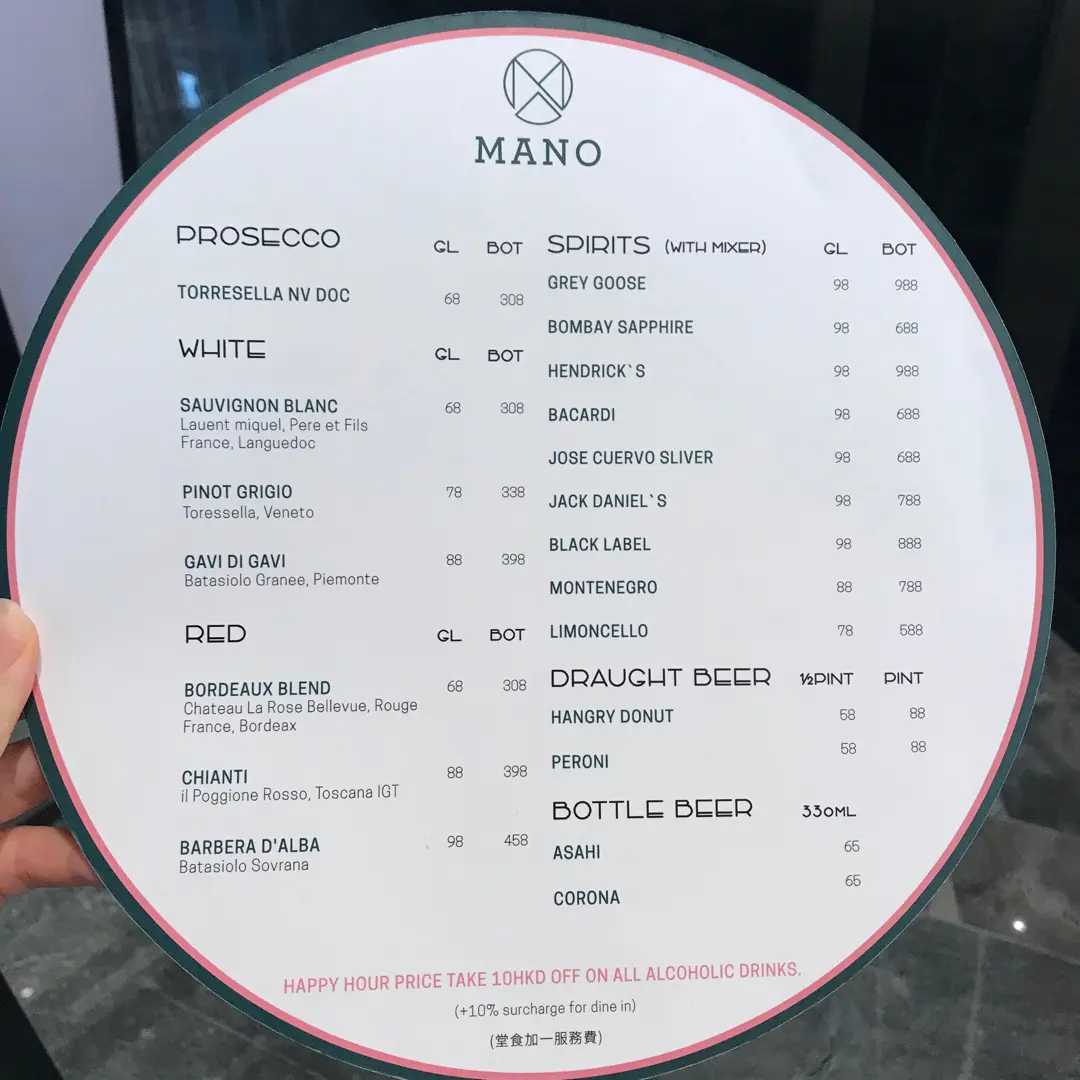 MANO
PROSECCO GL BOT
TORRESELLA NV DOC 68 308
WHITE GL BOT
SAUVIGNON BLANC 68 308
Lauent miquel, Pere et Fils
France, Languedoc
PINOT GRIGIO 78 338
Toressella, Veneto
GAVI DI GAVI 88 398
Batasiolo Granee, Piemonte
RED GL BOT
BORDEAUX BLEND 68 308
Chateau La Rose Bellevue, Rouge
France, Bordeax
CHIANTI 88 398
il Poggione Rosso, Toscana IGT
BARBERA D'ALBA 98 458
Batasiolo Sovrana
SPIRITS (WITH MIXER) GL BOT
GREY GOOSE 98 988
BOMBAY SAPPHIRE 98 688
HENDRICK`S 98 988
BACARDI 98 688
JOSE CUERVO SLIVER 98 688
JACK DANIEL`S 98 788
BLACK LABEL 98 888
MONTENEGRO 88 788
LIMONCELLO 78 588
DRAUGHT BEER ½PINT PINT
HANGRY DONUT 58 88
PERONI 58 88
BOTTLE BEER 330ML
ASAHI 65
CORONA 65
HAPPY HOUR PRICE TAKE 10HKD OFF ON ALL ALCOHOLIC DRINKS.
(+10% surcharge for dine in)
(堂食加一服務費)